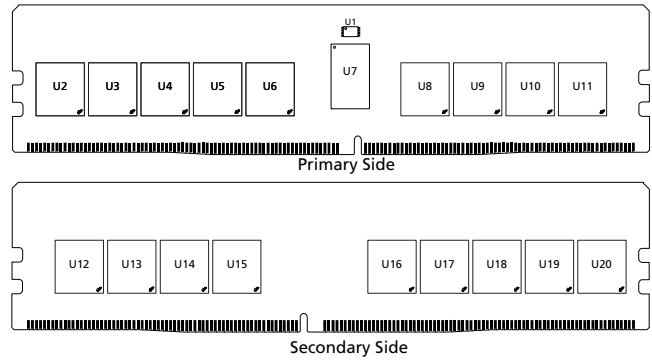 U1
U2 U3 U4 U5 U6 U7 U8 U9 U10 U11
Primary Side
U12 U13 U14 U15 U16 U17 U18 U19 U20
Secondary Side